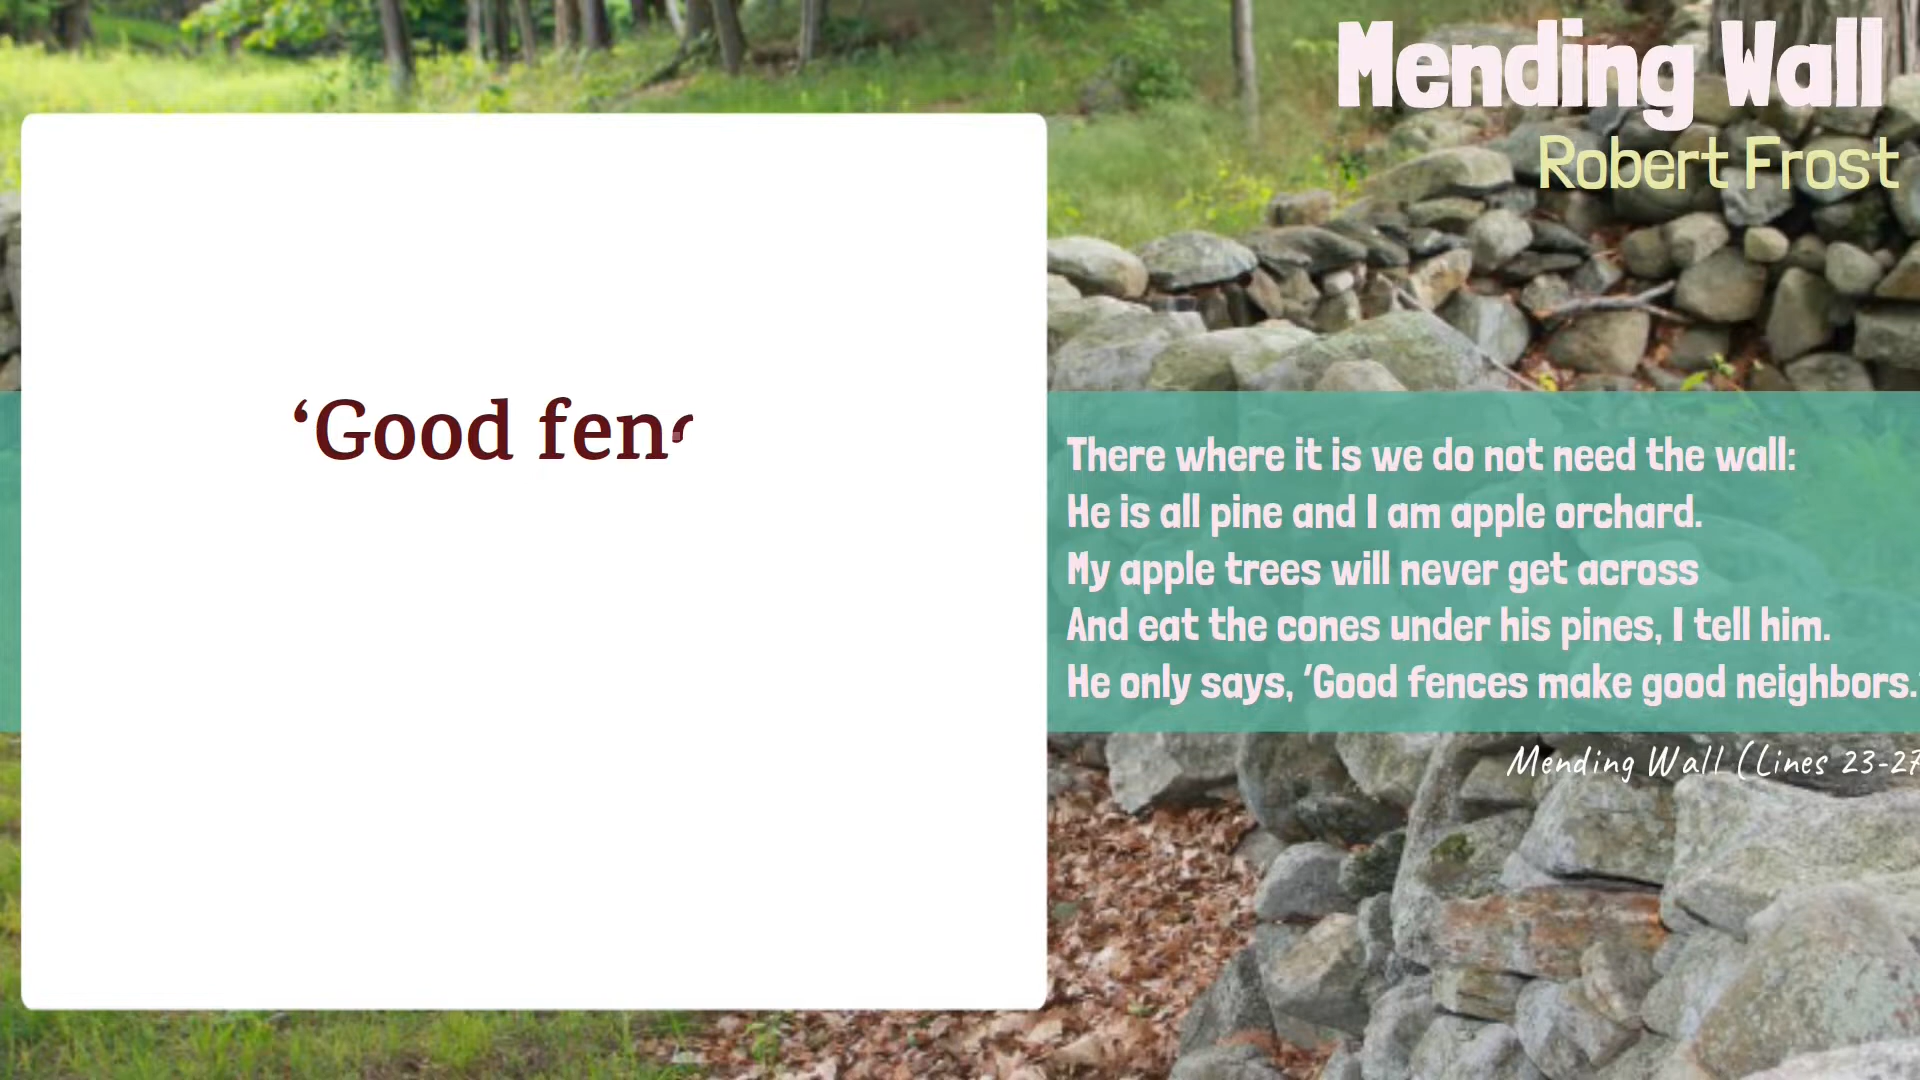 Mending Wall
Robert Frost
‘Good fen
There where it is we do not need the wall:
He is all pine and I am apple orchard.
My apple trees will never get across
And eat the cones under his pines, I tell him.
He only says, ‘Good fences make good neighbors.’
Mending Wall (Lines 23-27